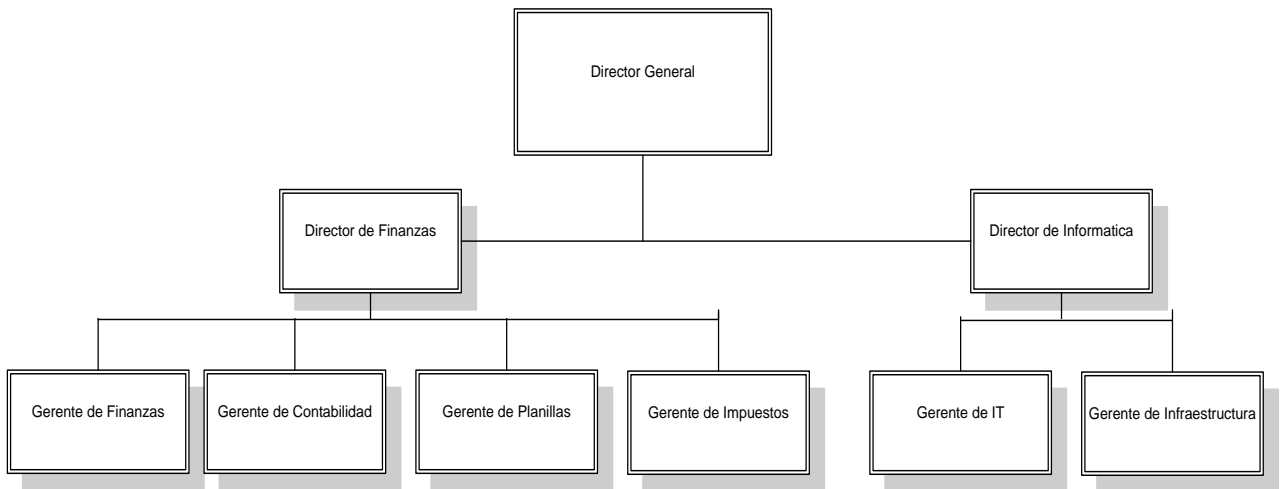 Director General
Director de Finanzas
Director de Informatica
Gerente de Finanzas
Gerente de Contabilidad
Gerente de Planillas
Gerente de Impuestos
Gerente de IT
Gerente de Infraestructura